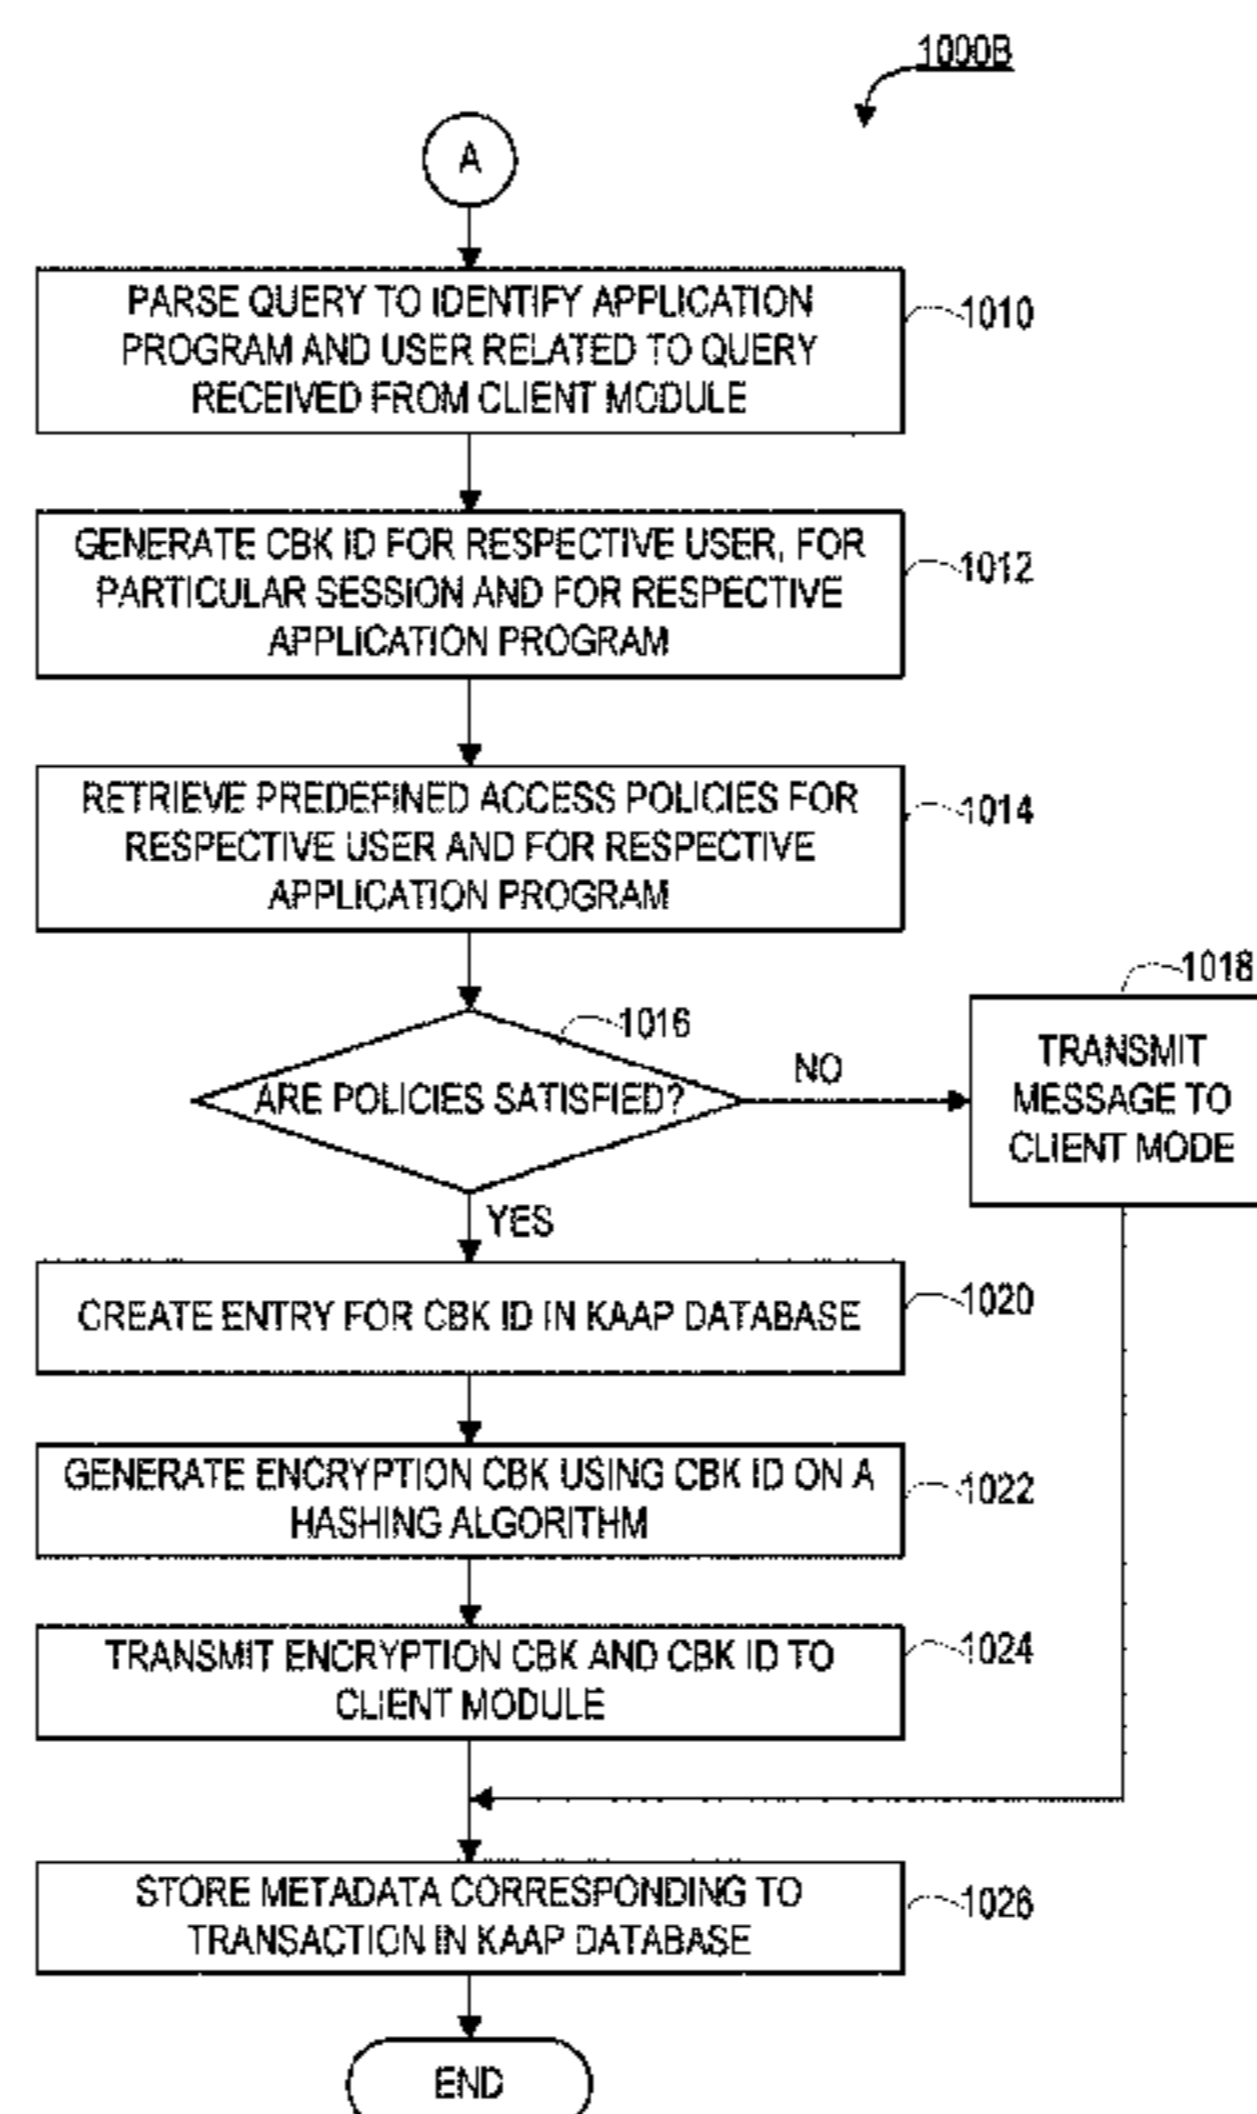 1000B
A
PARSE QUERY TO IDENTIFY APPLICATION
PROGRAM AND USER RELATED TO QUERY
RECEIVED FROM CLIENT MODULE
1010
GENERATE CBK ID FOR RESPECTIVE USER, FOR
PARTICULAR SESSION AND FOR RESPECTIVE
APPLICATION PROGRAM
1012
RETRIEVE PREDEFINED ACCESS POLICIES FOR
RESPECTIVE USER AND FOR RESPECTIVE
APPLICATION PROGRAM
1014
ARE POLICIES SATISFIED?
1016
NO
TRANSMIT
MESSAGE TO
CLIENT MODE
1018
YES
CREATE ENTRY FOR CBK ID IN KAAP DATABASE
1020
GENERATE ENCRYPTION CBK USING CBK ID ON A
HASHING ALGORITHM
1022
TRANSMIT ENCRYPTION CBK AND CBK ID TO
CLIENT MODULE
1024
STORE METADATA CORRESPONDING TO
TRANSACTION IN KAAP DATABASE
1026
END